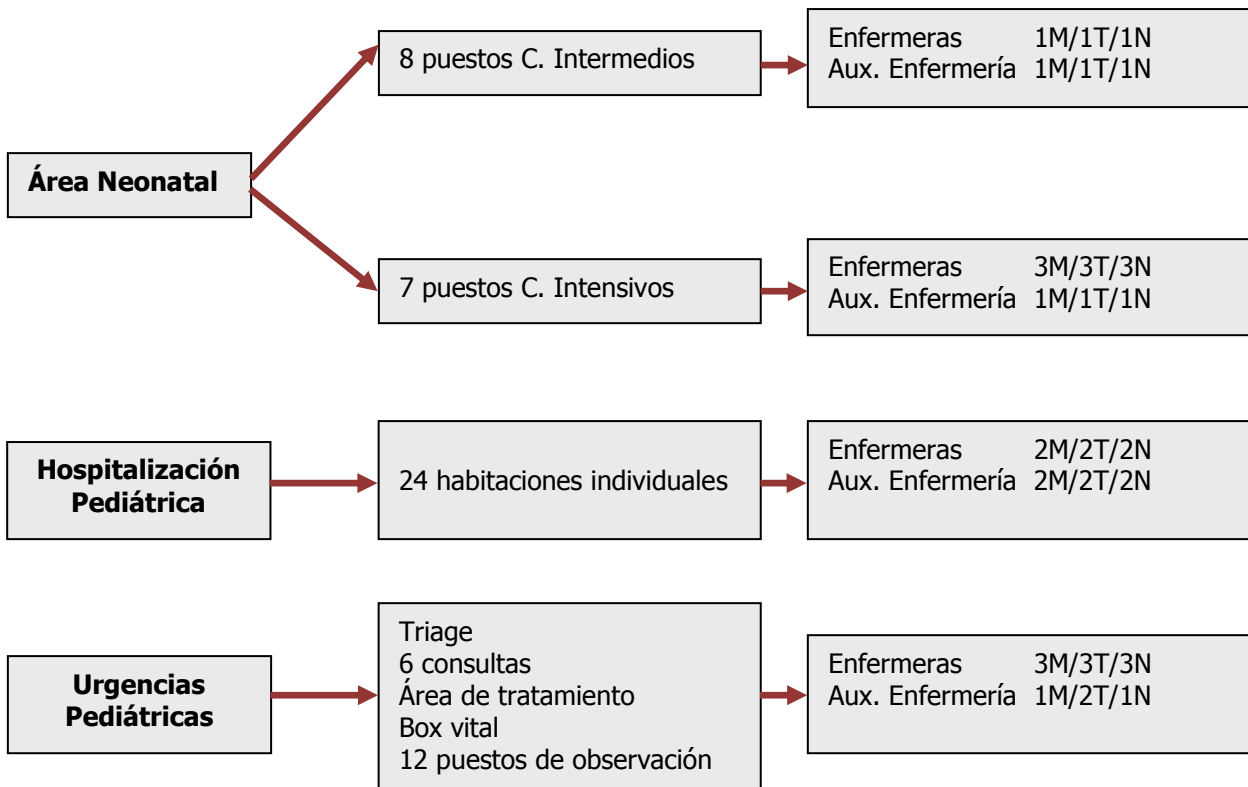 Área Neonatal
8 puestos C. Intermedios
Enfermeras 1M/1T/1N
Aux. Enfermería 1M/1T/1N
7 puestos C. Intensivos
Enfermeras 3M/3T/3N
Aux. Enfermería 1M/1T/1N
Hospitalización
Pediátrica
24 habitaciones individuales
Enfermeras 2M/2T/2N
Aux. Enfermería 2M/2T/2N
Urgencias
Pediátricas
Triage
6 consultas
Área de tratamiento
Box vital
12 puestos de observación
Enfermeras 3M/3T/3N
Aux. Enfermería 1M/2T/1N